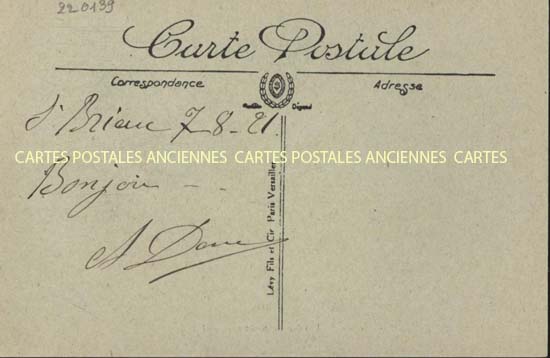 220139
Carte Postale
Correspondance
Adresse
St Brieuc 7-8-21.
CARTES POSTALES ANCIENNES CARTES POSTALES ANCIENNES CARTES
Bonjour - -
Lévy Fils et Cie Paris Versailles